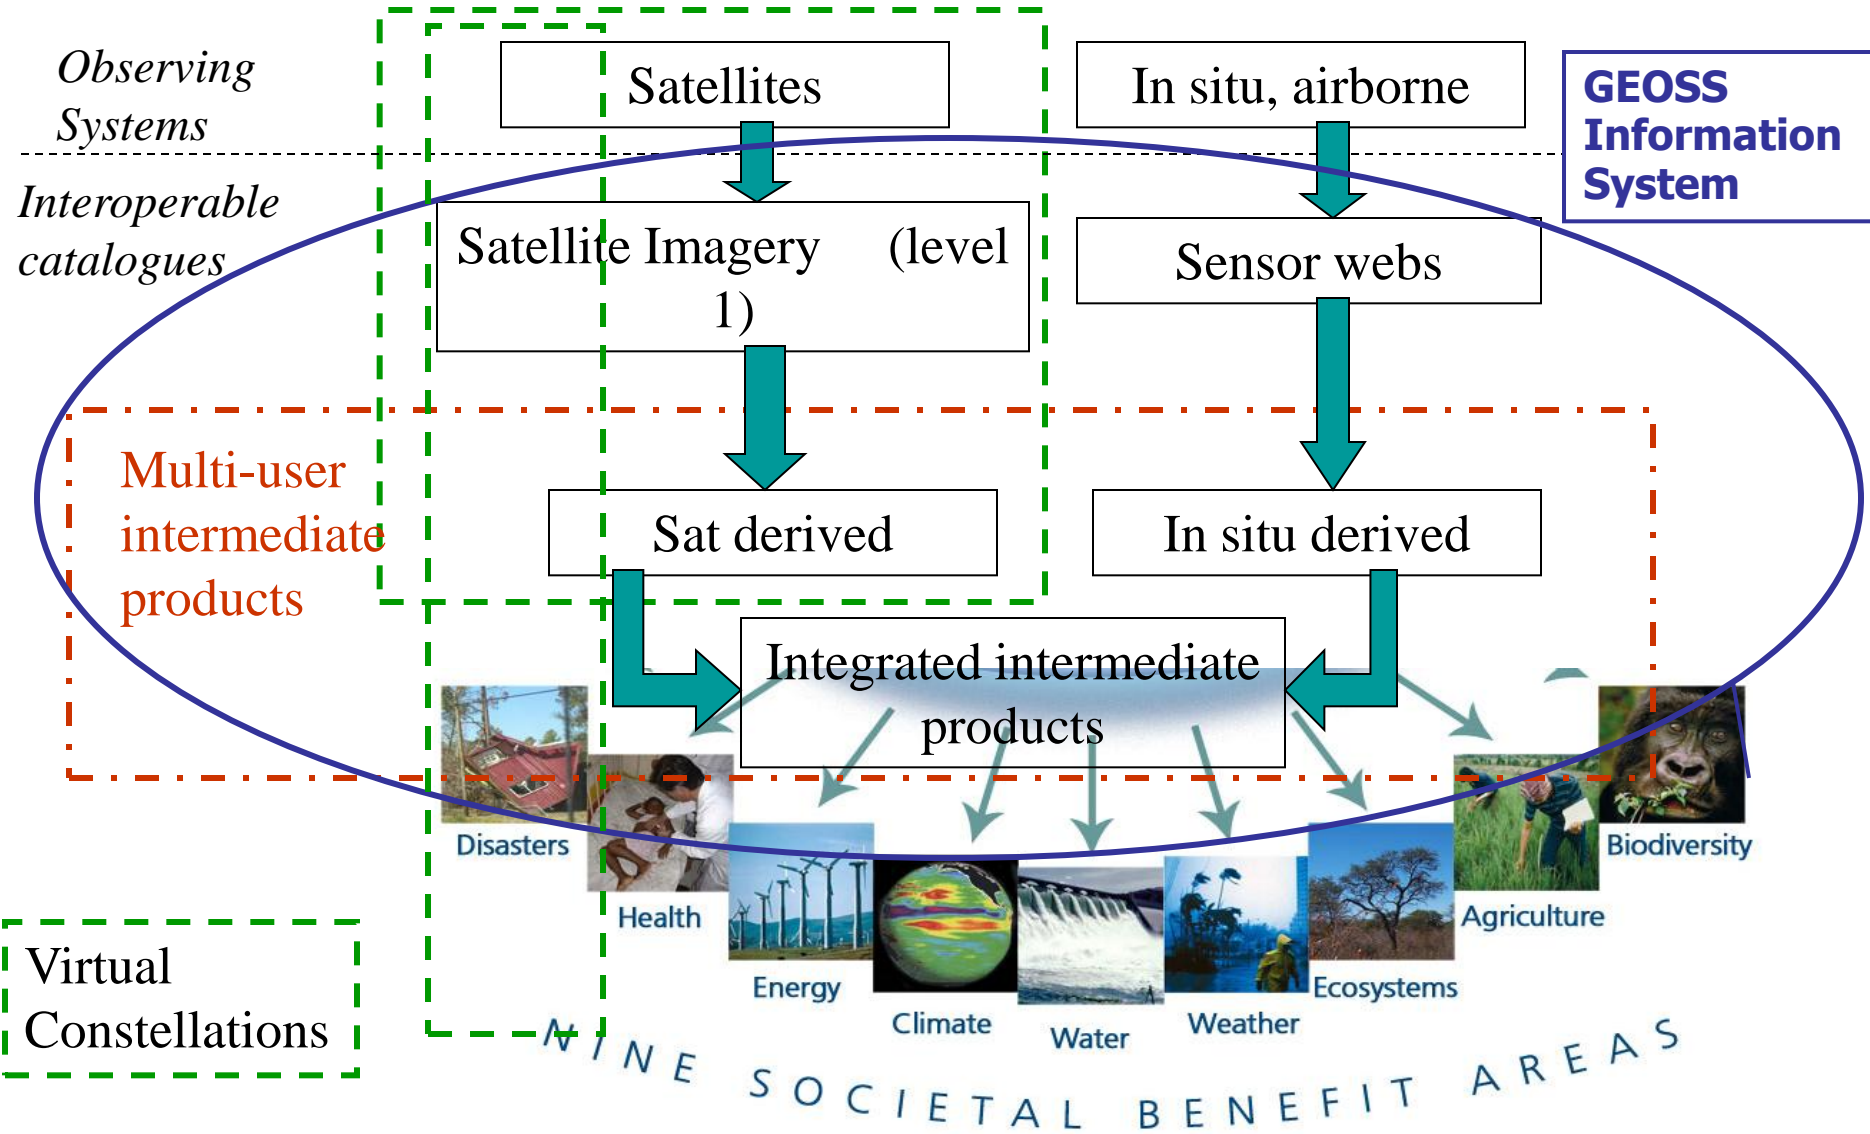 Observing
Systems
Satellites
In situ, airborne
GEOSS
Information
System
Interoperable
catalogues
Satellite Imagery (level
1)
Sensor webs
Multi-user
intermediate
products
Sat derived
In situ derived
Integrated intermediate
products
Disasters
Health
Energy
Climate
Water
Weather
Ecosystems
Agriculture
Biodiversity
Virtual
Constellations
NINE SOCIETAL BENEFIT AREAS